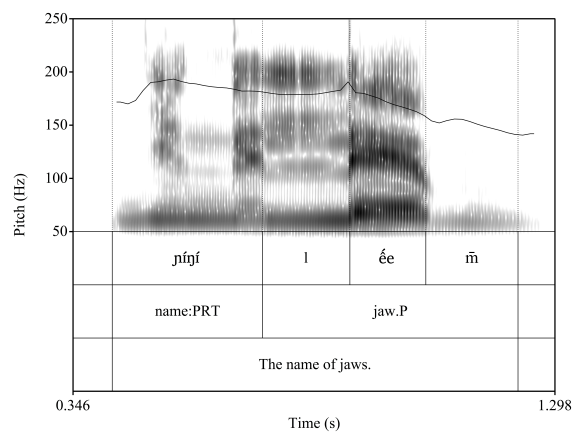 250
200
150
100
50
Pitch (Hz)
ɲíŋí l ếe m̄
name:PRT jaw.P
The name of jaws.
0.346 1.298
Time (s)